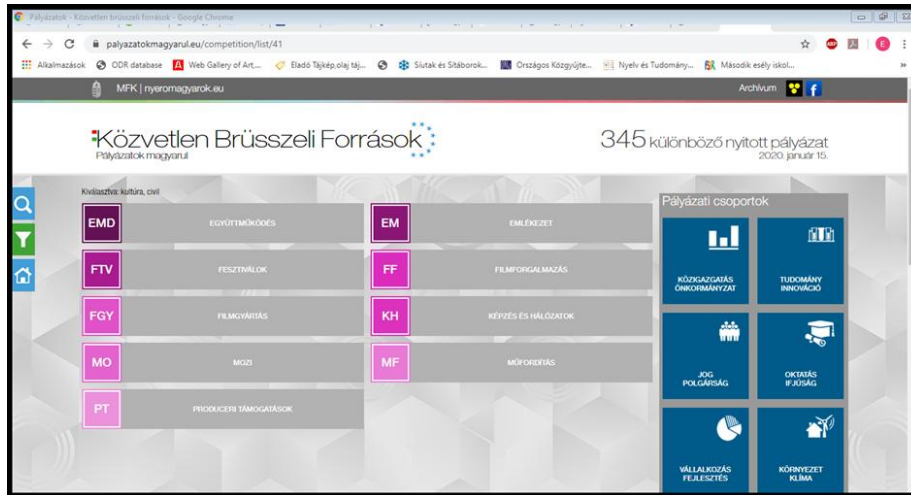 Pályázatok - Közvetlen brüsszeli források - Google Chrome
palyazatokmagyarul.eu/competition/list/41
Alkalmazások ODR database Web Gallery of Art,... Eladó Tájkép,olaj táj... Síutak és Sítáborok... Országos Közgyűjte... Nyelv és Tudomány... Második esély iskol... »
MFK | nyeromagyarok.eu Archívum
Közvetlen Brüsszeli Források
Pályázatok magyarul
345 különböző nyitott pályázat
2020. január 15.
Kiválasztva: kultúra, civil
EMD EGYÜTTMŰKÖDÉS
EM EMLÉKEZET
FTV FESZTIVÁLOK
FF FILMFORGALMAZÁS
FGY FILMGYÁRTÁS
KH KÉPZÉS ÉS HÁLÓZATOK
MO MOZI
MF MŰFORDÍTÁS
PT PRODUCERI TÁMOGATÁSOK
Pályázati csoportok
KÖZIGAZGATÁS
ÖNKORMÁNYZAT
TUDOMÁNY
INNOVÁCIÓ
JOG
POLGÁRSÁG
OKTATÁS
IFJÚSÁG
VÁLLALKOZÁS
FEJLESZTÉS
KÖRNYEZET
KLÍMA